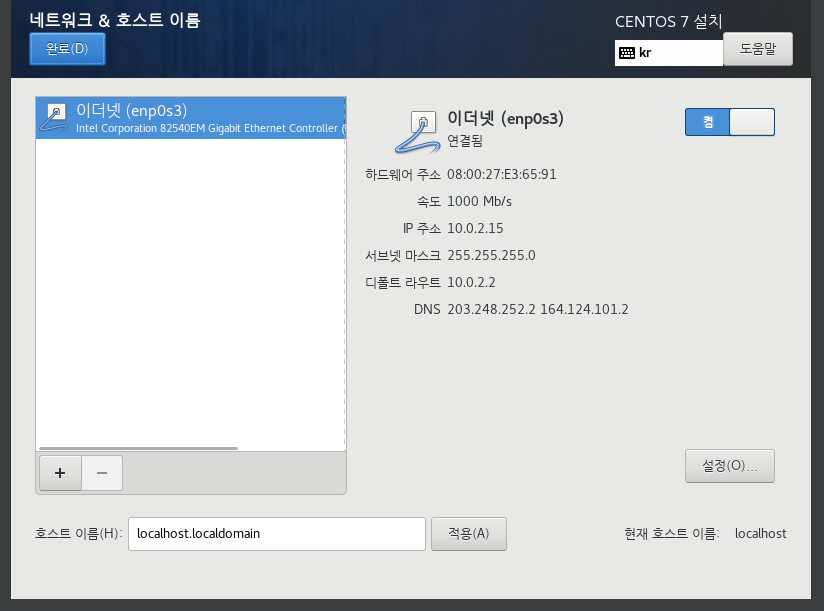 네트워크 & 호스트 이름
CENTOS 7 설치
완료(D)
kr
도움말
이더넷 (enp0s3)
Intel Corporation 82540EM Gigabit Ethernet Controller (
이더넷 (enp0s3)
연결됨
켬
하드웨어 주소 08:00:27:E3:65:91
속도 1000 Mb/s
IP 주소 10.0.2.15
서브넷 마스크 255.255.255.0
디폴트 라우트 10.0.2.2
DNS 203.248.252.2 164.124.101.2
+
−
설정(O)...
호스트 이름(H): localhost.localdomain 적용(A) 현재 호스트 이름: localhost